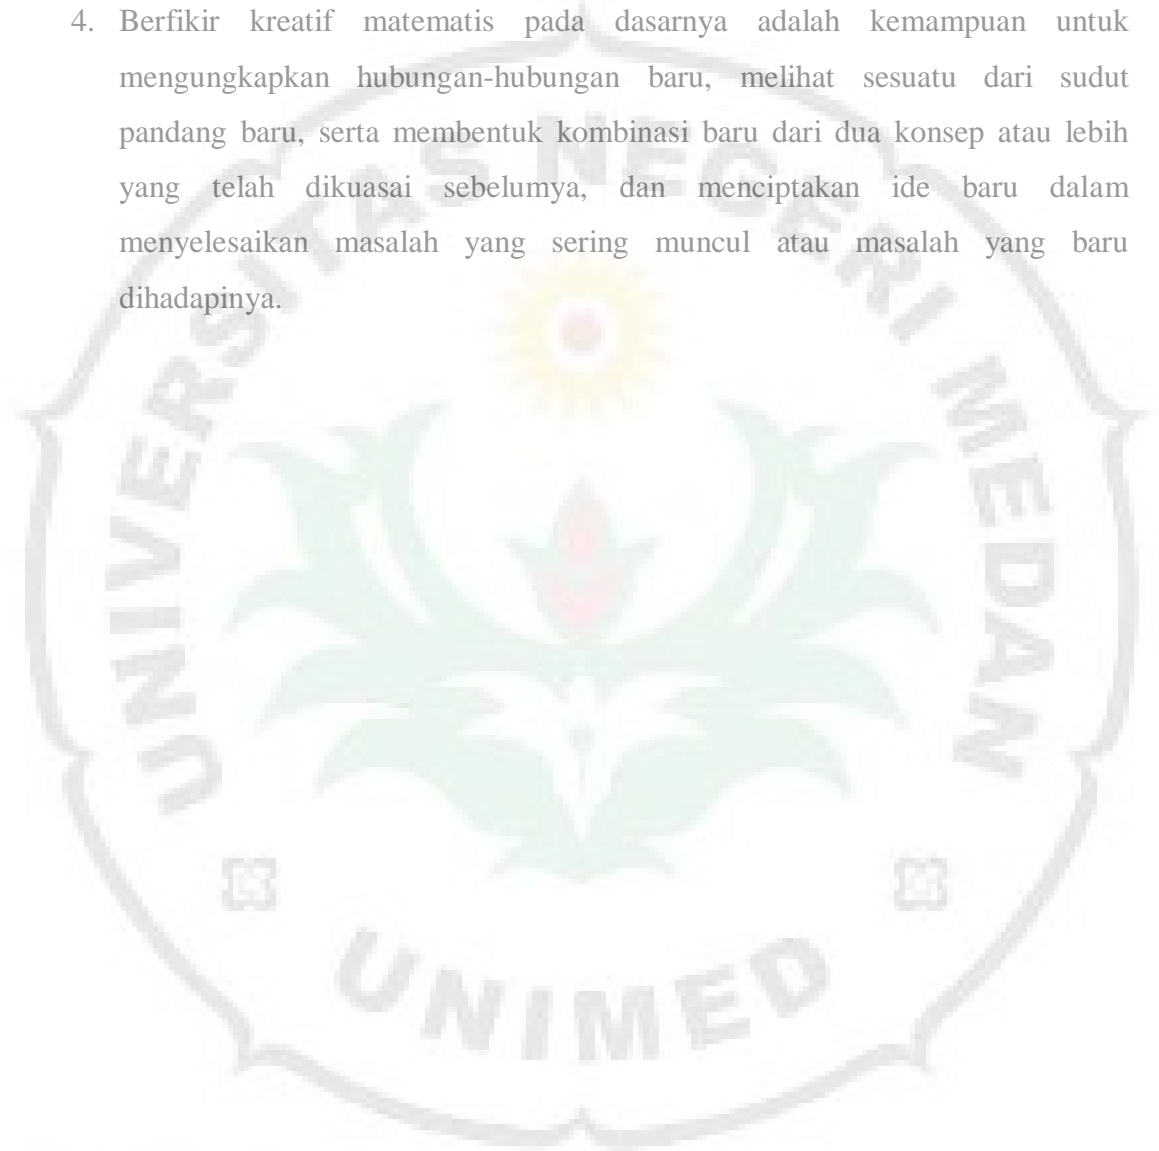 4. Berfikir kreatif matematis pada dasarnya adalah kemampuan untuk
mengungkapkan hubungan-hubungan baru, melihat sesuatu dari sudut
pandang baru, serta membentuk kombinasi baru dari dua konsep atau lebih
yang telah dikuasai sebelumya, dan menciptakan ide baru dalam
menyelesaikan masalah yang sering muncul atau masalah yang baru
dihadapinya.
UNIVERSITAS NEGERI MEDAN
UNIMED